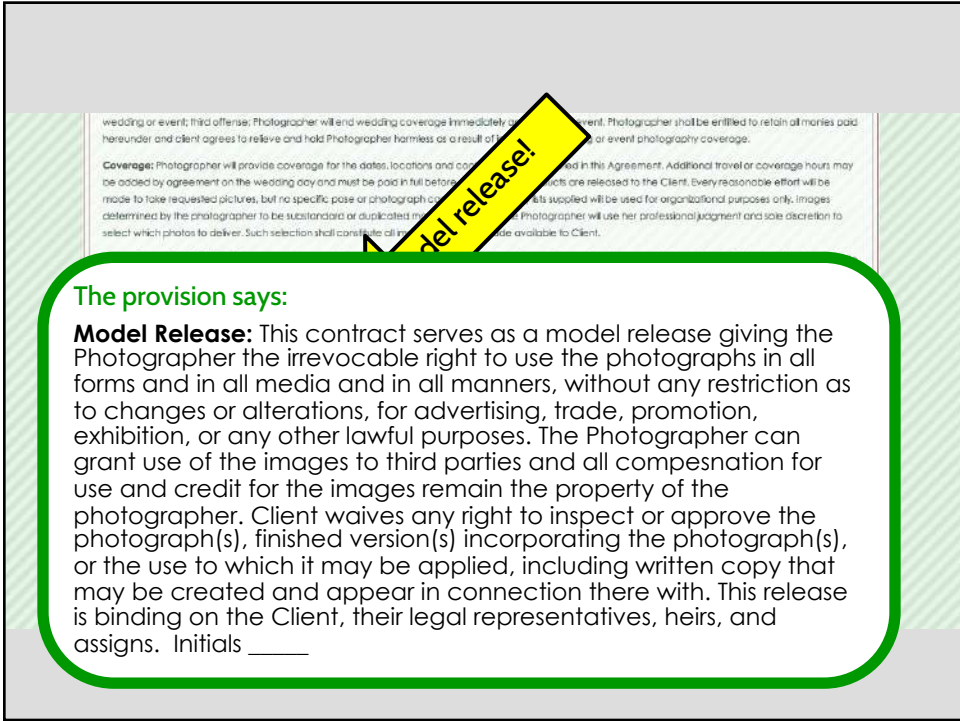 wedding or event; third offense: Photographer will end wedding coverage immediately vent. Photographer shall be entitled to retain all monies paid
hereunder and client agrees to relieve and hold Photographer harmless as a result of g or event photography coverage.
Coverage: Photographer will provide coverage for the dates, locations and ed in this Agreement. Additional travel or coverage hours may
be added by agreement on the wedding day and must be paid in full before ucts are released to the Client. Every reasonable effort will be
made to take requested pictures, but no specific pose or photograph ists supplied will be used for organizational purposes only. Images
determined by the photographer to be substandard or duplicated Photographer will use her professional judgment and sole discretion to
select which photos to deliver. Such selection shall constitute all de available to Client.
del release!
The provision says:
Model Release: This contract serves as a model release giving the
Photographer the irrevocable right to use the photographs in all
forms and in all media and in all manners, without any restriction as
to changes or alterations, for advertising, trade, promotion,
exhibition, or any other lawful purposes. The Photographer can
grant use of the images to third parties and all compesnation for
use and credit for the images remain the property of the
photographer. Client waives any right to inspect or approve the
photograph(s), finished version(s) incorporating the photograph(s),
or the use to which it may be applied, including written copy that
may be created and appear in connection there with. This release
is binding on the Client, their legal representatives, heirs, and
assigns. Initials _____